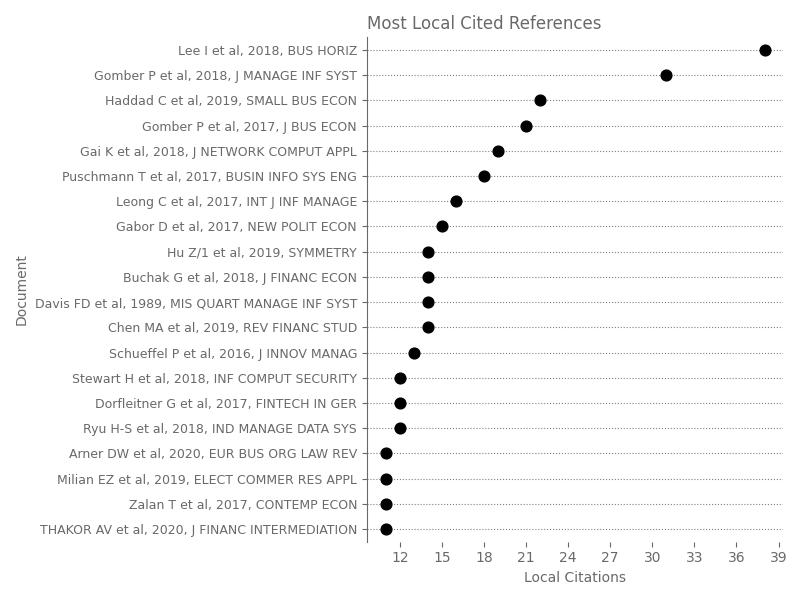 Most Local Cited References
Lee I et al, 2018, BUS HORIZ
Gomber P et al, 2018, J MANAGE INF SYST
Haddad C et al, 2019, SMALL BUS ECON
Gomber P et al, 2017, J BUS ECON
Gai K et al, 2018, J NETWORK COMPUT APPL
Puschmann T et al, 2017, BUSIN INFO SYS ENG
Leong C et al, 2017, INT J INF MANAGE
Gabor D et al, 2017, NEW POLIT ECON
Hu Z/1 et al, 2019, SYMMETRY
Buchak G et al, 2018, J FINANC ECON
Davis FD et al, 1989, MIS QUART MANAGE INF SYST
Chen MA et al, 2019, REV FINANC STUD
Schueffel P et al, 2016, J INNOV MANAG
Stewart H et al, 2018, INF COMPUT SECURITY
Dorfleitner G et al, 2017, FINTECH IN GER
Ryu H-S et al, 2018, IND MANAGE DATA SYS
Arner DW et al, 2020, EUR BUS ORG LAW REV
Milian EZ et al, 2019, ELECT COMMER RES APPL
Zalan T et al, 2017, CONTEMP ECON
THAKOR AV et al, 2020, J FINANC INTERMEDIATION
Document
12 15 18 21 24 27 30 33 36 39
Local Citations